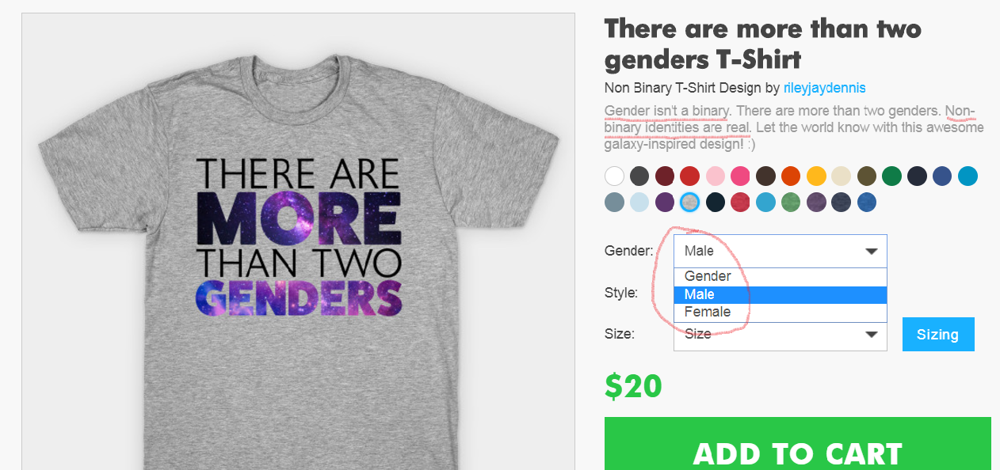 THERE ARE
MORE
THAN TWO
GENDERS
There are more than two
genders T-Shirt
Non Binary T-Shirt Design by rileyjaydennis
Gender isn't a binary. There are more than two genders. Non-
binary identities are real. Let the world know with this awesome
galaxy-inspired design! :)
Gender: Male
Gender
Style: Male
Female
Size: Size
Sizing
$20
ADD TO CART